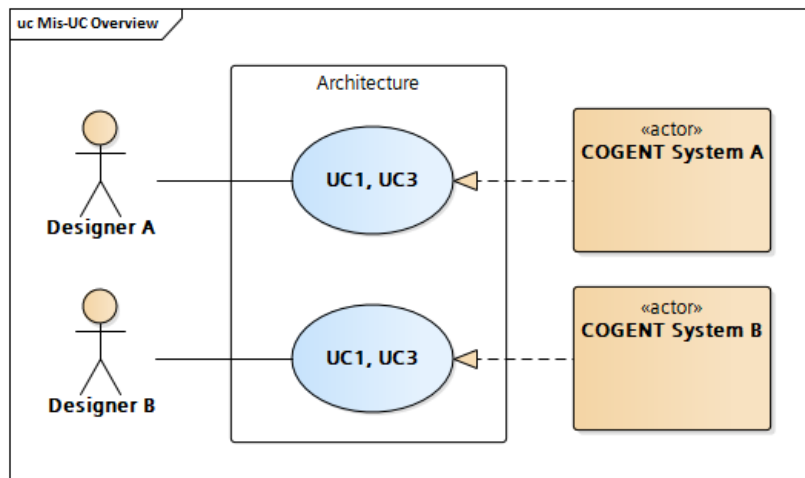 uc Mis-UC Overview
Architecture
Designer A
UC1, UC3
«actor»
COGENT System A
Designer B
UC1, UC3
«actor»
COGENT System B